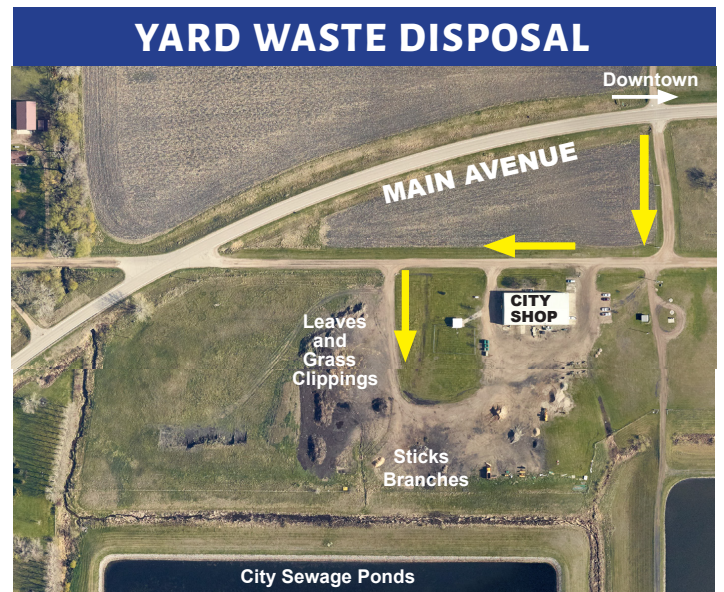 YARD WASTE DISPOSAL
Downtown
MAIN AVENUE
CITY
SHOP
Leaves
and
Grass
Clippings
Sticks
Branches
City Sewage Ponds